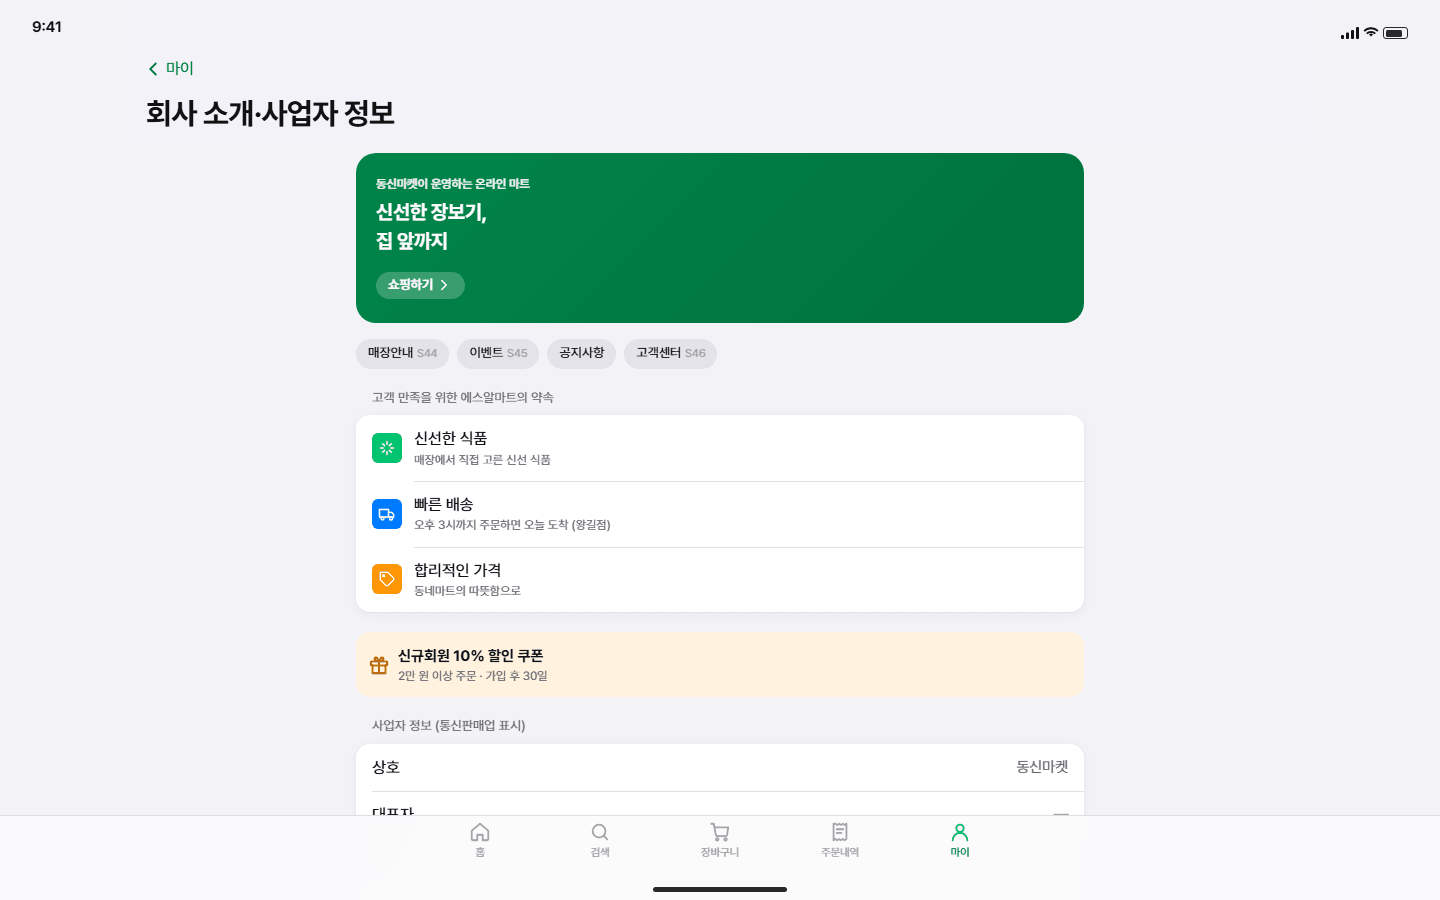 9:41
마이
회사 소개·사업자 정보
동신마켓이 운영하는 온라인 마트
신선한 장보기,
집 앞까지
쇼핑하기
매장안내 S44
이벤트 S45
공지사항
고객센터 S46
고객 만족을 위한 에스알마트의 약속
신선한 식품
매장에서 직접 고른 신선 식품
빠른 배송
오후 3시까지 주문하면 오늘 도착 (왕길점)
합리적인 가격
동네마트의 따뜻함으로
신규회원 10% 할인 쿠폰
2만 원 이상 주문 · 가입 후 30일
사업자 정보 (통신판매업 표시)
상호 동신마켓
대표자 —
홈
검색
장바구니
주문내역
마이